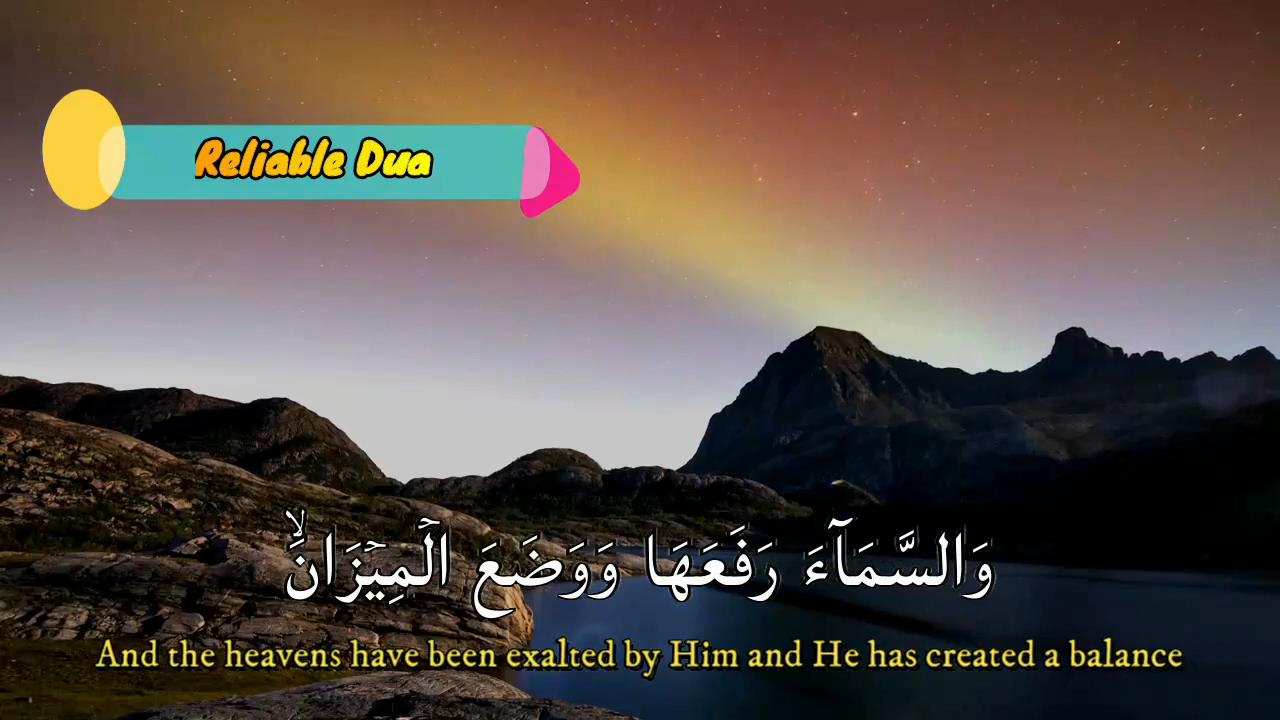 Reliable Dua
وَالسَّمَآءَ رَفَعَهَا وَوَضَعَ الۡمِيۡزَانَۙ
And the heavens have been exalted by Him and He has created a balance